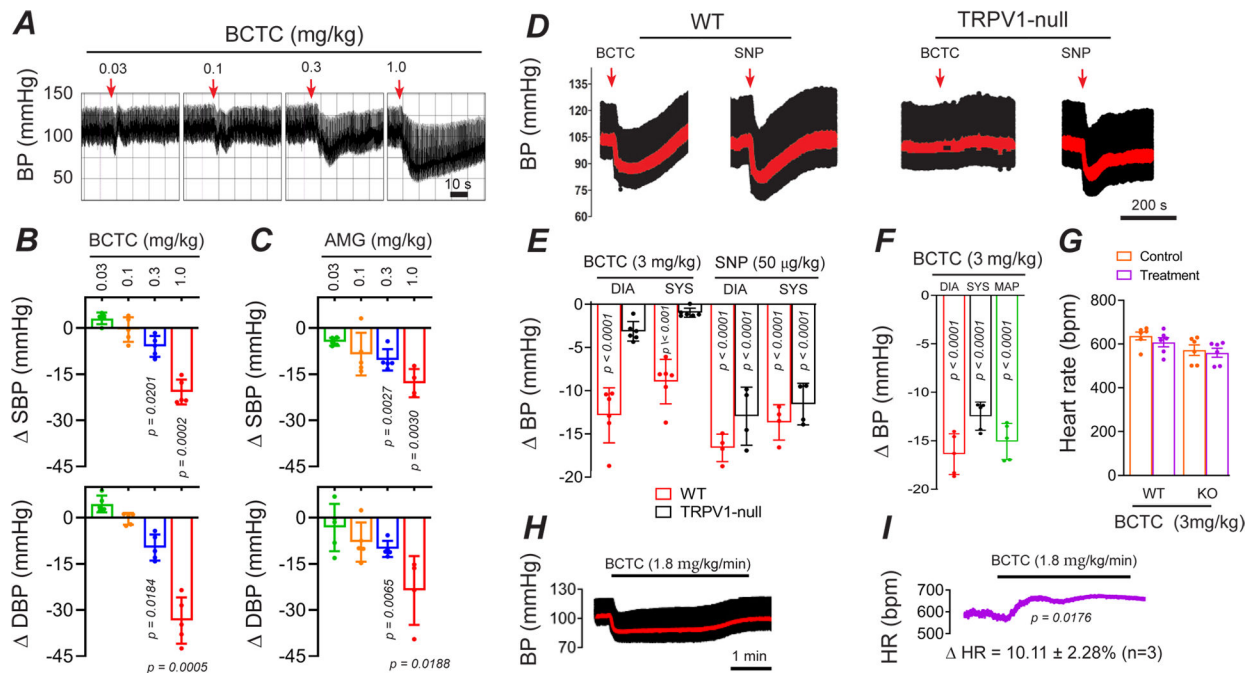 A
BCTC (mg/kg)
0.03
0.1
0.3
1.0
BP (mmHg)
150
100
50
10 s
D
WT
TRPV1-null
BCTC
SNP
BCTC
SNP
BP (mmHg)
135
120
105
90
75
60
200 s
B
BCTC (mg/kg)
0.03
0.1
0.3
1.0
Δ SBP (mmHg)
0
-15
-30
-45
p = 0.0201
p = 0.0002
Δ DBP (mmHg)
0
-15
-30
-45
p = 0.0184
p = 0.0005
C
AMG (mg/kg)
0.03
0.1
0.3
1.0
0
-15
-30
-45
p = 0.0027
p = 0.0030
0
-15
-30
-45
p = 0.0065
p = 0.0188
E
BCTC (3 mg/kg)
SNP (50 μg/kg)
DIA
SYS
DIA
SYS
Δ BP (mmHg)
0
-5
-10
-15
-20
p < 0.0001
p < 0.001
p < 0.0001
p < 0.0001
p < 0.0001
p < 0.0001
WT
TRPV1-null
F
BCTC (3 mg/kg)
DIA
SYS
MAP
Δ BP (mmHg)
0
-5
-10
-15
-20
p < 0.0001
p < 0.0001
p < 0.0001
G
Control
Treatment
Heart rate (bpm)
800
600
400
200
0
WT
KO
BCTC (3mg/kg)
H
BCTC (1.8 mg/kg/min)
BP (mmHg)
125
100
75
1 min
I
BCTC (1.8 mg/kg/min)
HR (bpm)
700
600
500
p = 0.0176
Δ HR = 10.11 ± 2.28% (n=3)